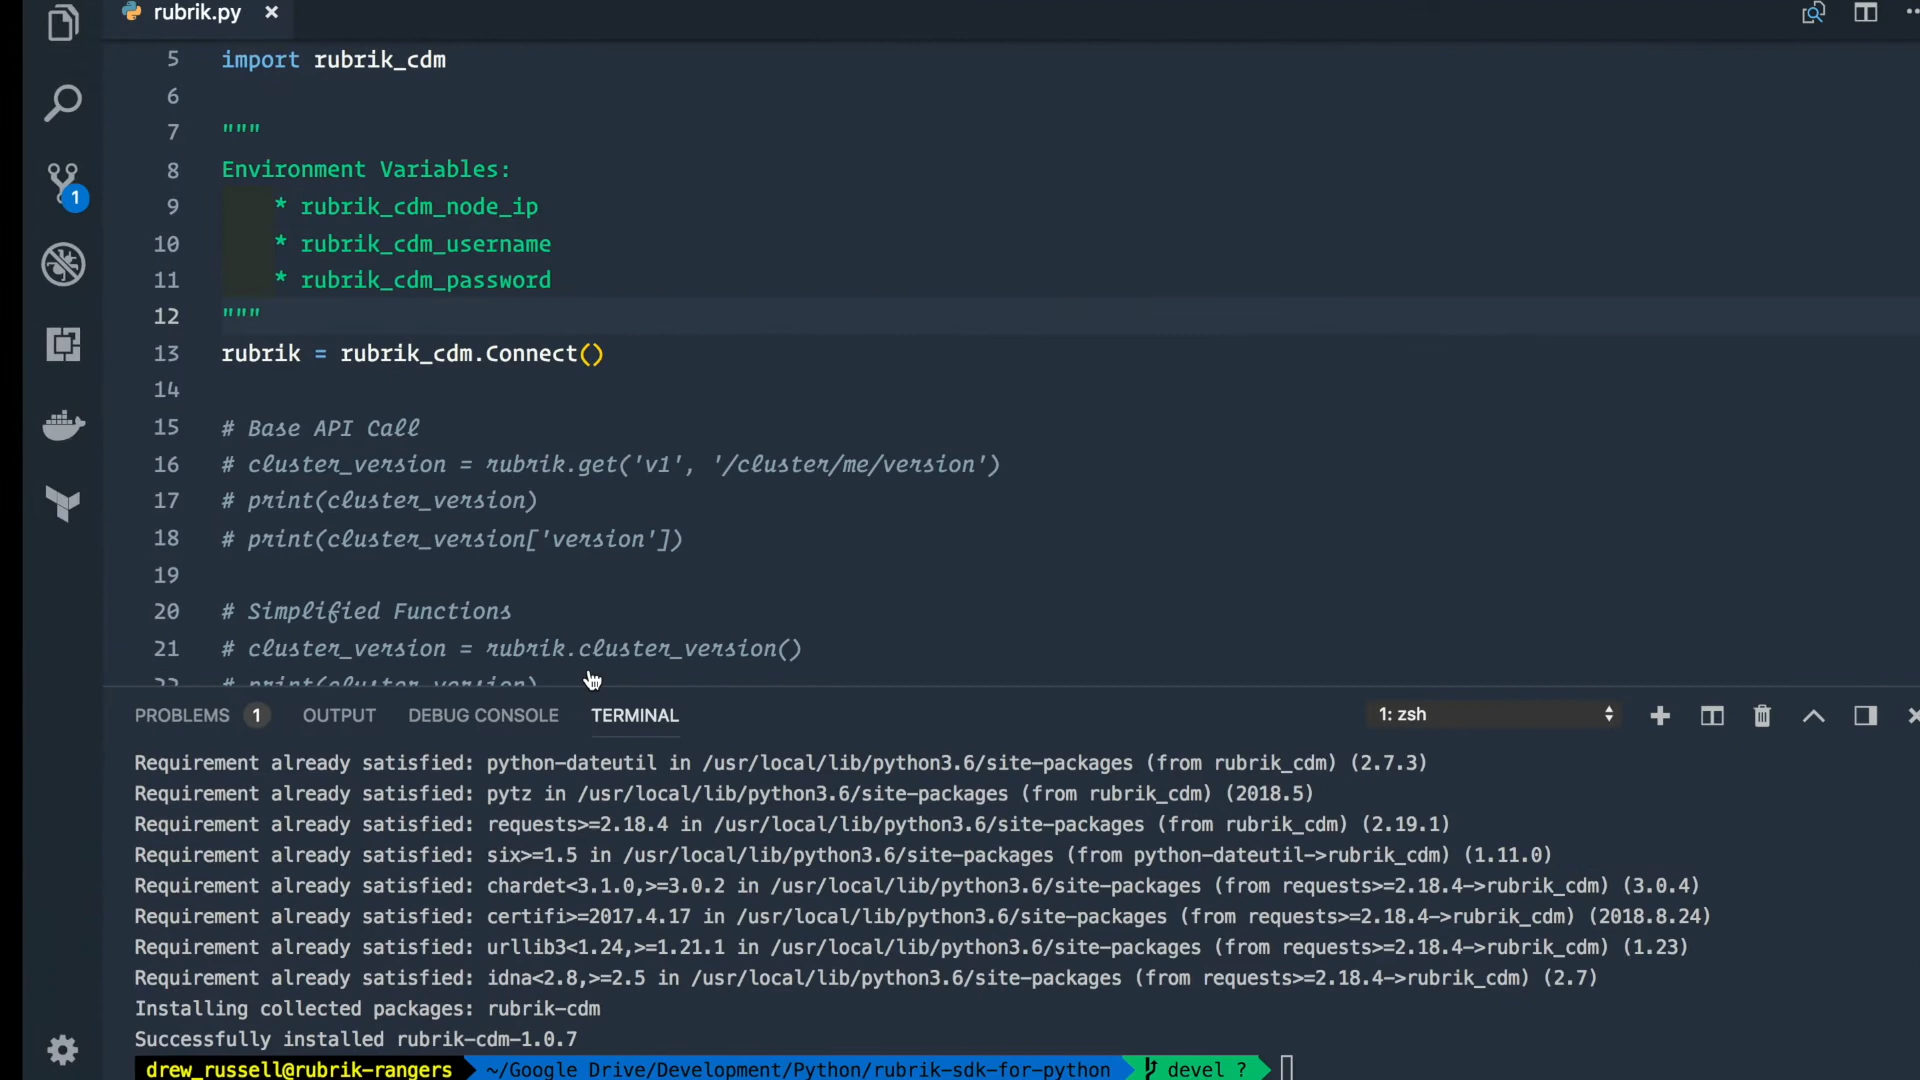 rubrik.py
5 import rubrik_cdm
6
7 """
8 Environment Variables:
9 * rubrik_cdm_node_ip
10 * rubrik_cdm_username
11 * rubrik_cdm_password
12 """
13 rubrik = rubrik_cdm.Connect()
14
15 # Base API Call
16 # cluster_version = rubrik.get('v1', '/cluster/me/version')
17 # print(cluster_version)
18 # print(cluster_version['version'])
19
20 # Simplified Functions
21 # cluster_version = rubrik.cluster_version()
22 # print(cluster_version)
1
PROBLEMS 1 OUTPUT DEBUG CONSOLE TERMINAL 1: zsh
Requirement already satisfied: python-dateutil in /usr/local/lib/python3.6/site-packages (from rubrik_cdm) (2.7.3)
Requirement already satisfied: pytz in /usr/local/lib/python3.6/site-packages (from rubrik_cdm) (2018.5)
Requirement already satisfied: requests>=2.18.4 in /usr/local/lib/python3.6/site-packages (from rubrik_cdm) (2.19.1)
Requirement already satisfied: six>=1.5 in /usr/local/lib/python3.6/site-packages (from python-dateutil->rubrik_cdm) (1.11.0)
Requirement already satisfied: chardet<3.1.0,>=3.0.2 in /usr/local/lib/python3.6/site-packages (from requests>=2.18.4->rubrik_cdm) (3.0.4)
Requirement already satisfied: certifi>=2017.4.17 in /usr/local/lib/python3.6/site-packages (from requests>=2.18.4->rubrik_cdm) (2018.8.24)
Requirement already satisfied: urllib3<1.24,>=1.21.1 in /usr/local/lib/python3.6/site-packages (from requests>=2.18.4->rubrik_cdm) (1.23)
Requirement already satisfied: idna<2.8,>=2.5 in /usr/local/lib/python3.6/site-packages (from requests>=2.18.4->rubrik_cdm) (2.7)
Installing collected packages: rubrik-cdm
Successfully installed rubrik-cdm-1.0.7
drew_russell@rubrik-rangers ~/Google Drive/Development/Python/rubrik-sdk-for-python devel ?